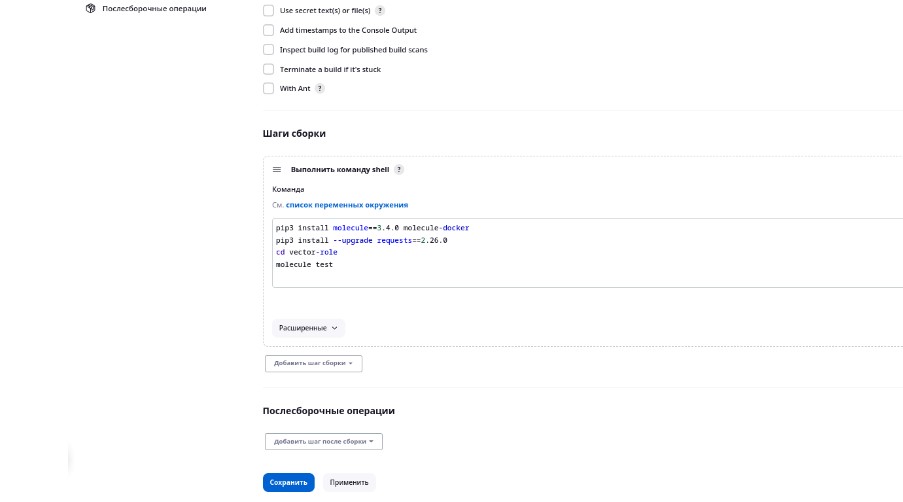 Послесборочные операции
Use secret text(s) or file(s) ?
Add timestamps to the Console Output
Inspect build log for published build scans
Terminate a build if it's stuck
With Ant ?
Шаги сборки
Выполнить команду shell ?
Команда
См. список переменных окружения
pip3 install molecule==3.4.0 molecule-docker
pip3 install --upgrade requests==2.26.0
cd vector-role
molecule test
Расширенные
Добавить шаг сборки
Послесборочные операции
Добавить шаг после сборки
Сохранить Применить